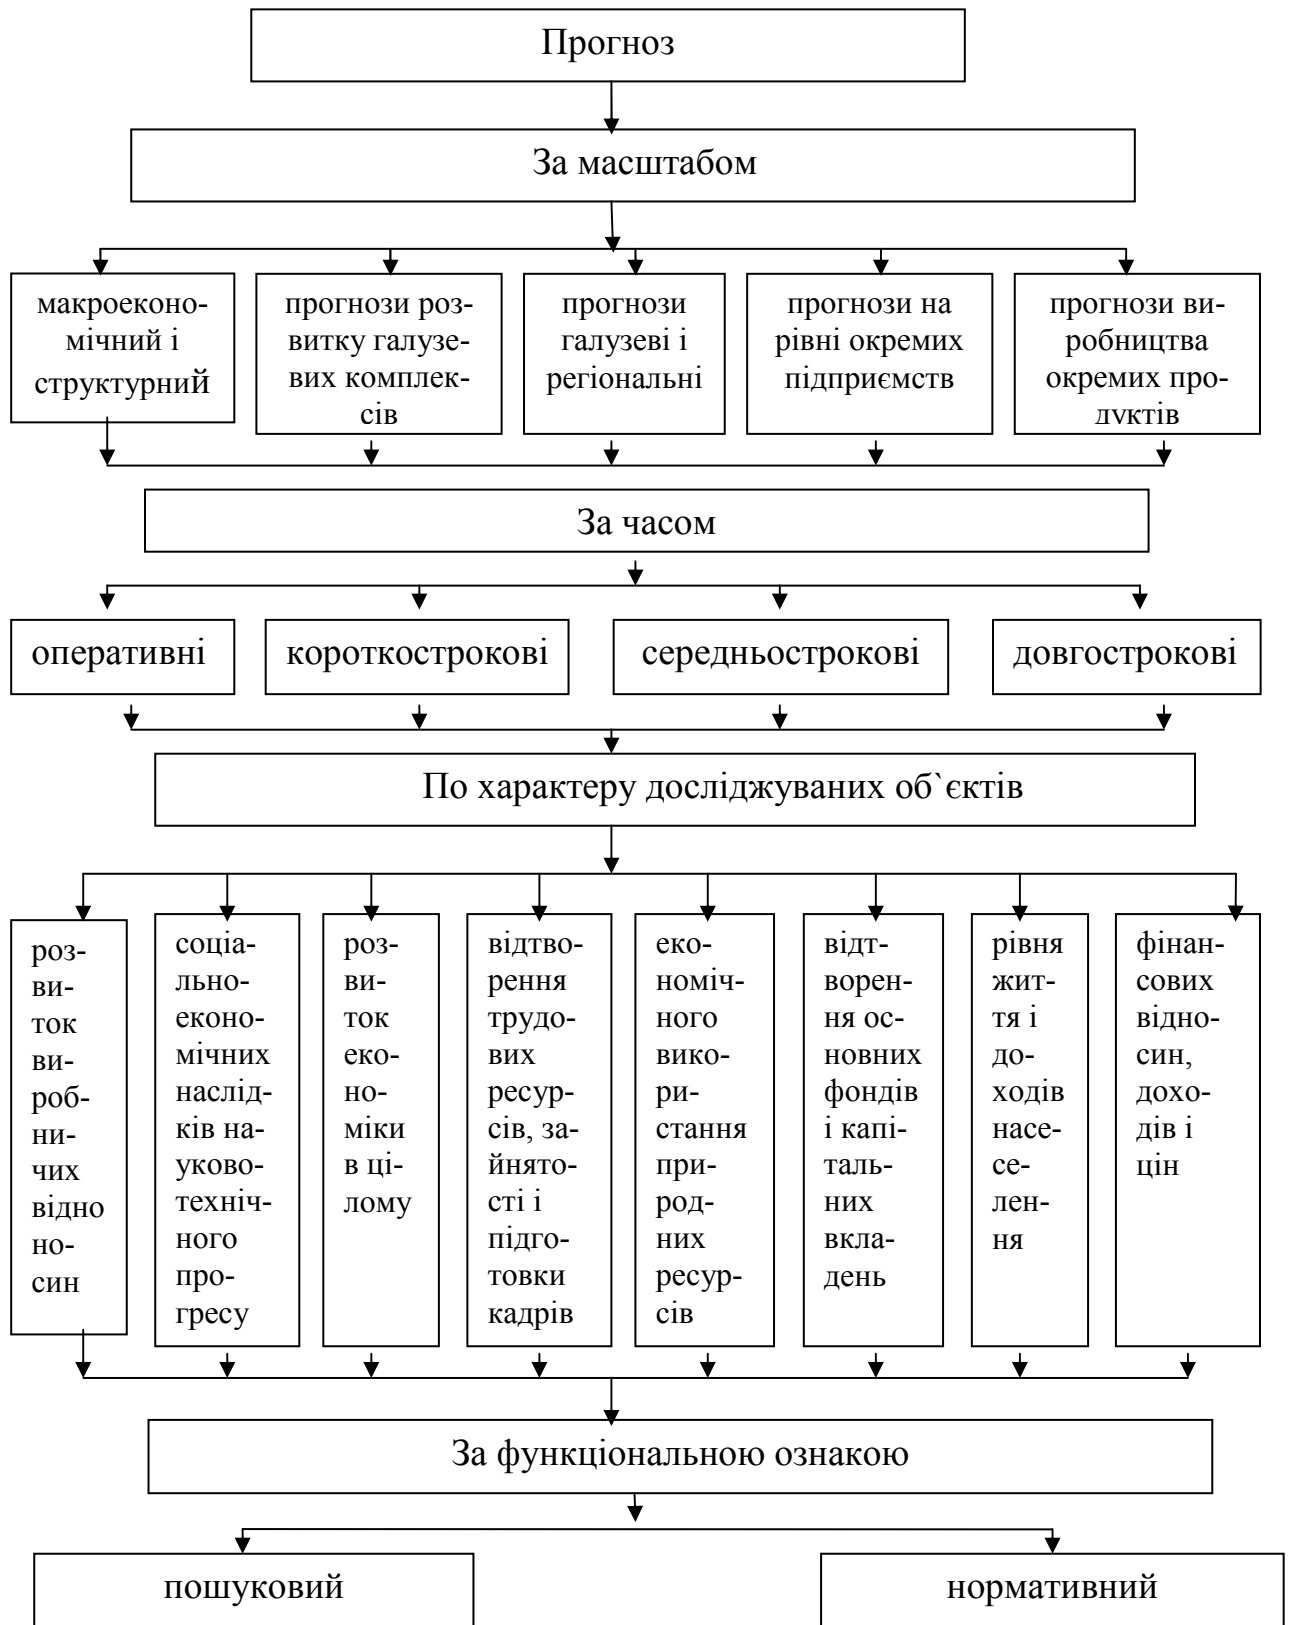 Прогноз
За масштабом
макроеконо-
мічний і
структурний
прогнози роз-
витку галузе-
вих комплек-
сів
прогнози
галузеві і
регіональні
прогнози на
рівні окремих
підприємств
прогнози ви-
робництва
окремих про-
дуктів
За часом
оперативні
короткострокові
середньострокові
довгострокові
По характеру досліджуваних об`єктів
роз-
ви-
ток
ви-
роб-
ни-
чих
відно
но-
син
соціа-
льно-
еконо-
мічних
наслід-
ків на-
уково-
техніч-
ного
про-
гресу
роз-
ви-
ток
еко-
но-
міки
в ці-
лому
відтво-
рення
трудо-
вих
ресур-
сів, за-
йнято-
сті і
підго-
товки
кадрів
еко-
номіч-
ного
вико-
ри-
стання
при-
род-
них
ресур-
сів
відт-
ворен-
ня ос-
новних
фондів
і капі-
таль-
них
вкла-
день
рівня
жит-
тя і
до-
ходів
насе-
се-
лен-
ня
фінан-
сових
відно-
син,
дохо-
дів і
цін
За функціональною ознакою
пошуковий
нормативний